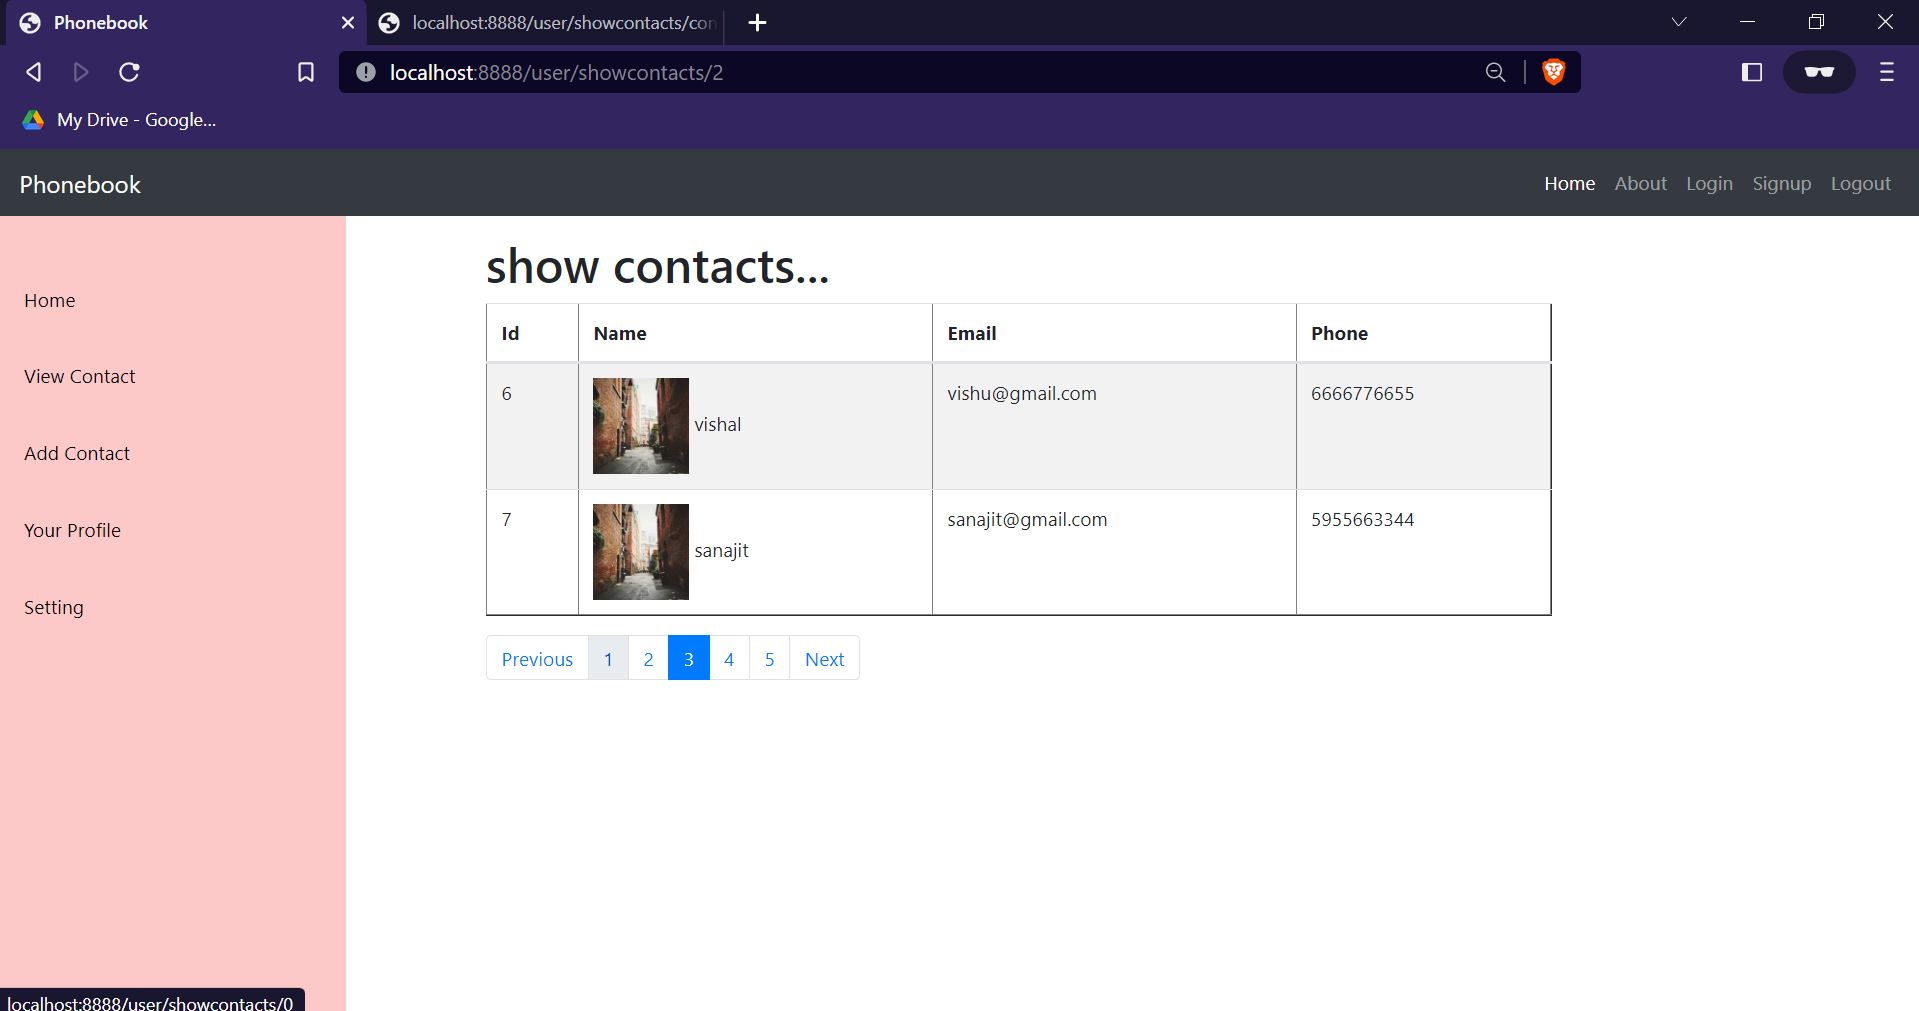 Phonebook
localhost:8888/user/showcontacts/con
localhost:8888/user/showcontacts/2
My Drive - Google...
Phonebook
Home About Login Signup Logout
Home
View Contact
Add Contact
Your Profile
Setting
show contacts...
Id Name Email Phone
6 vishal vishu@gmail.com 6666776655
7 sanajit sanajit@gmail.com 5955663344
Previous 1 2 3 4 5 Next
localhost:8888/user/showcontacts/0